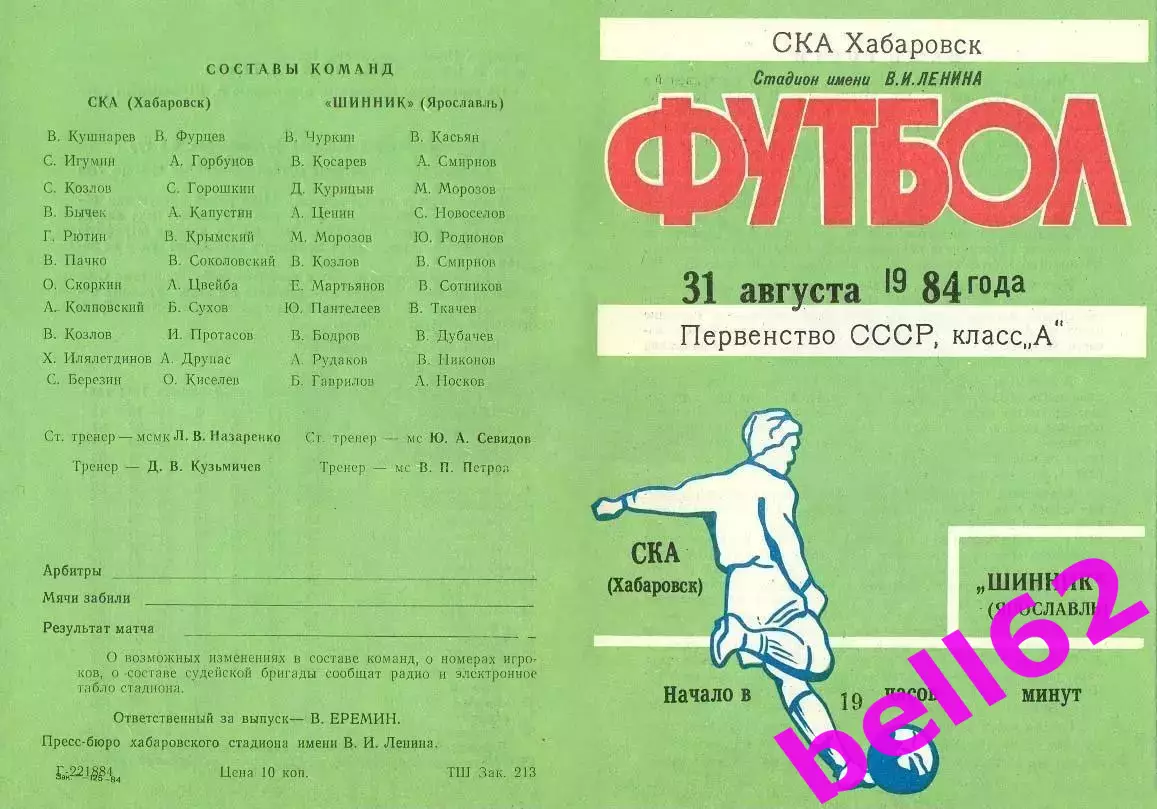 СОСТАВЫ КОМАНД
СКА (Хабаровск) «ШИННИК» (Ярославль)
В. Кушнарев В. Фурцев В. Чуркин В. Касьян
С. Игумин А. Горбунов В. Косарев А. Смирнов
С. Козлов С. Горошкин Д. Курицын М. Морозов
В. Бычек А. Капустин А. Ценин С. Новоселов
Г. Рютин В. Крымский М. Морозов Ю. Родионов
В. Пачко В. Соколовский В. Козлов В. Смирнов
О. Скоркин А. Цвейба Е. Мартьянов В. Сотников
А. Колповский Б. Сухов Ю. Пантелеев В. Ткачев
В. Козлов И. Протасов В. Бодров В. Дубачев
Х. Илялетдинов А. Друпас А. Рудаков В. Никонов
С. Березин О. Киселев Б. Гаврилов А. Носков
Ст. тренер — мсмк Л. В. Назаренко Ст. тренер — мс Ю. А. Севидов
Тренер — Д. В. Кузьмичев Тренер — мс В. П. Петров
Арбитры
Мячи забили
Результат матча
О возможных изменениях в составе команд, о номерах игро-
ков, о составе судейской бригады сообщат радио и электронное
табло стадиона.
Ответственный за выпуск — В. ЕРЕМИН.
Пресс-бюро хабаровского стадиона имени В. И. Ленина.
Г-221884 Цена 10 коп. ТШ Зак. 213
Зак. —125-84
СКА Хабаровск
Стадион имени В.И.ЛЕНИНА
ФУТБОЛ
31 августа 1984 года
Первенство СССР, класс „А“
СКА
(Хабаровск)
„ШИННИК
(ЯРОСЛАВЛЬ)
Начало в 19 часов минут
bell62